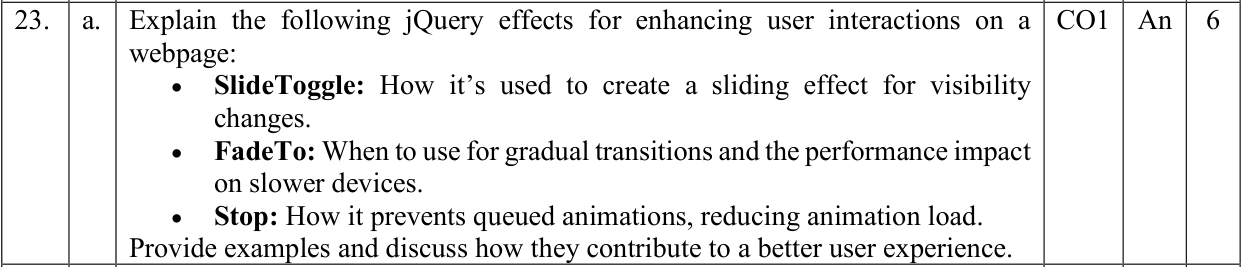 23. a. Explain the following jQuery effects for enhancing user interactions on a CO1 An 6
webpage:
• SlideToggle: How it’s used to create a sliding effect for visibility
changes.
• FadeTo: When to use for gradual transitions and the performance impact
on slower devices.
• Stop: How it prevents queued animations, reducing animation load.
Provide examples and discuss how they contribute to a better user experience.